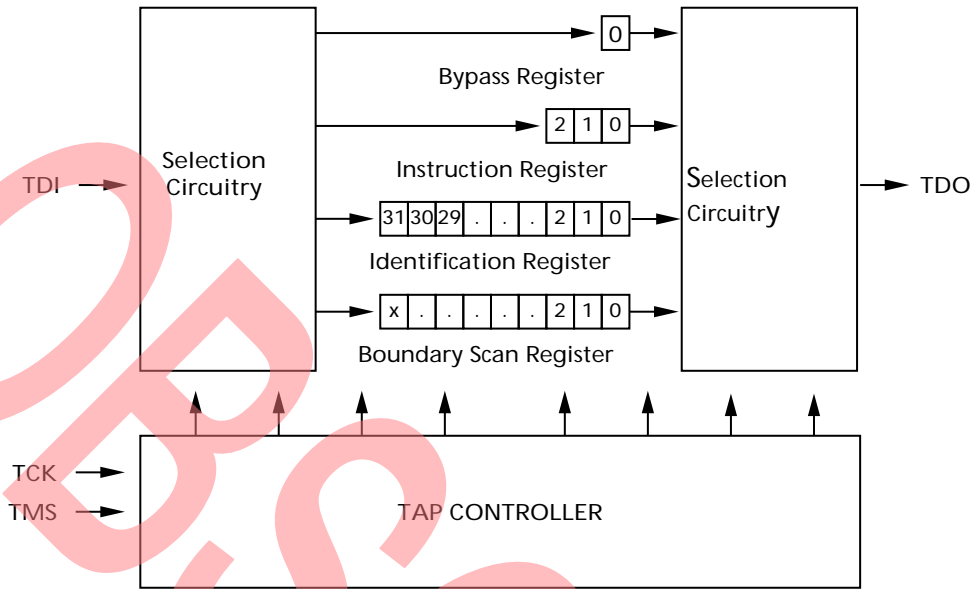 0
Bypass Register
2 1 0
Selection
Circuitry
Instruction Register
TDI
Selection
Circuitry
TDO
31 30 29 . . . 2 1 0
Identification Register
x . . . . . 2 1 0
Boundary Scan Register
TCK
TMS
TAP CONTROLLER